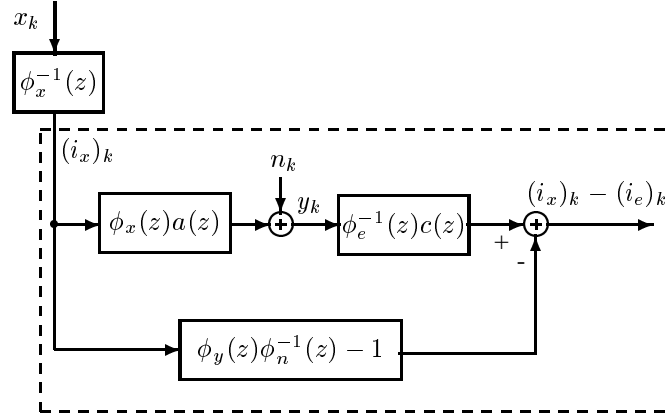 x_k
ϕ_x^{-1}(z)
(i_x)_k
n_k
ϕ_x(z)a(z)
+
y_k
ϕ_e^{-1}(z)c(z)
+
+
-
(i_x)_k − (i_e)_k
ϕ_y(z)ϕ_n^{-1}(z) − 1